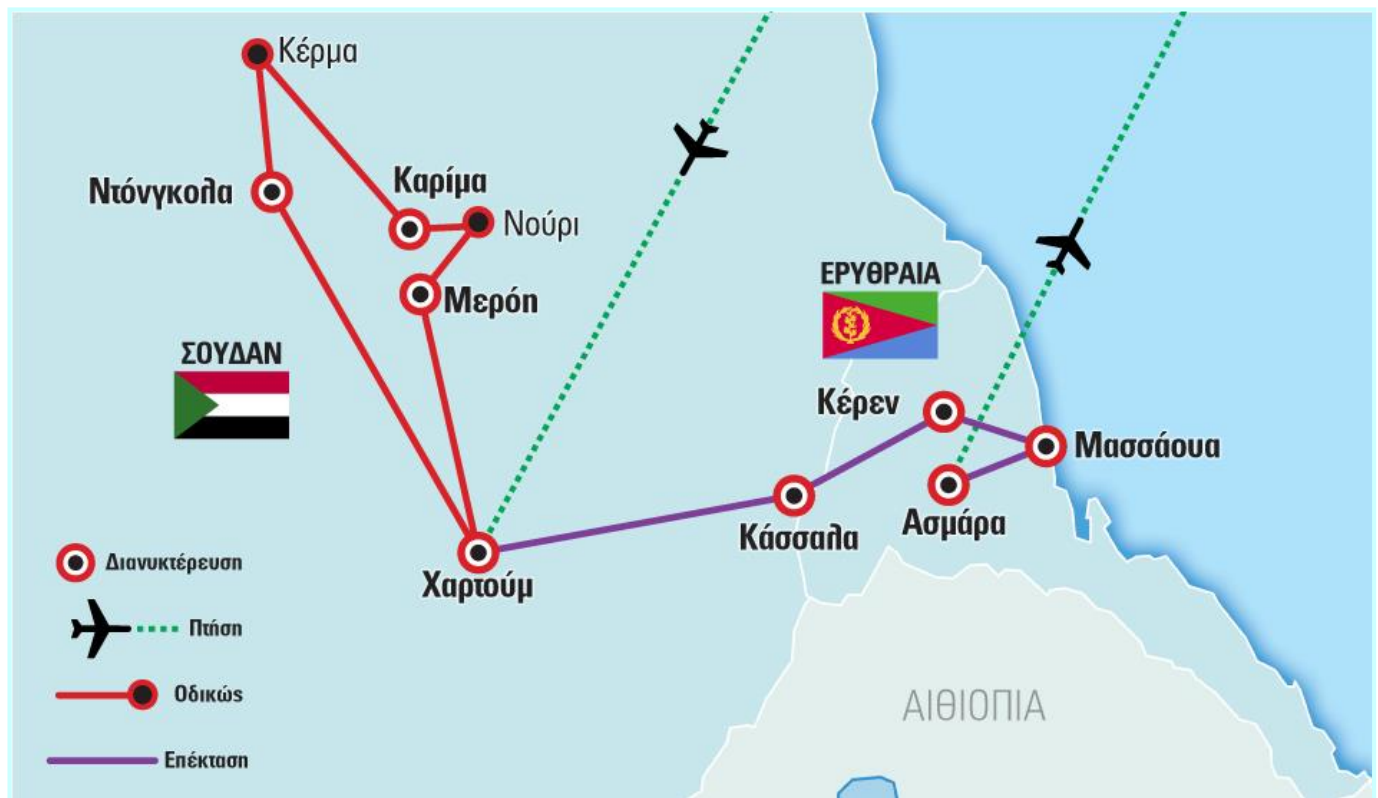 Κέρμα
Καρίμα
Ντόνγκολα
Νούρι
ΕΡΥΘΡΑΙΑ
Μερόη
ΣΟΥΔΑΝ
Κέρεν
Μασσάουα
Ασμάρα
Κάσσαλα
Χαρτούμ
Διανυκτέρευση
Πτήση
Οδικώς
Επέκταση
ΑΙΘΙΟΠΙΑ